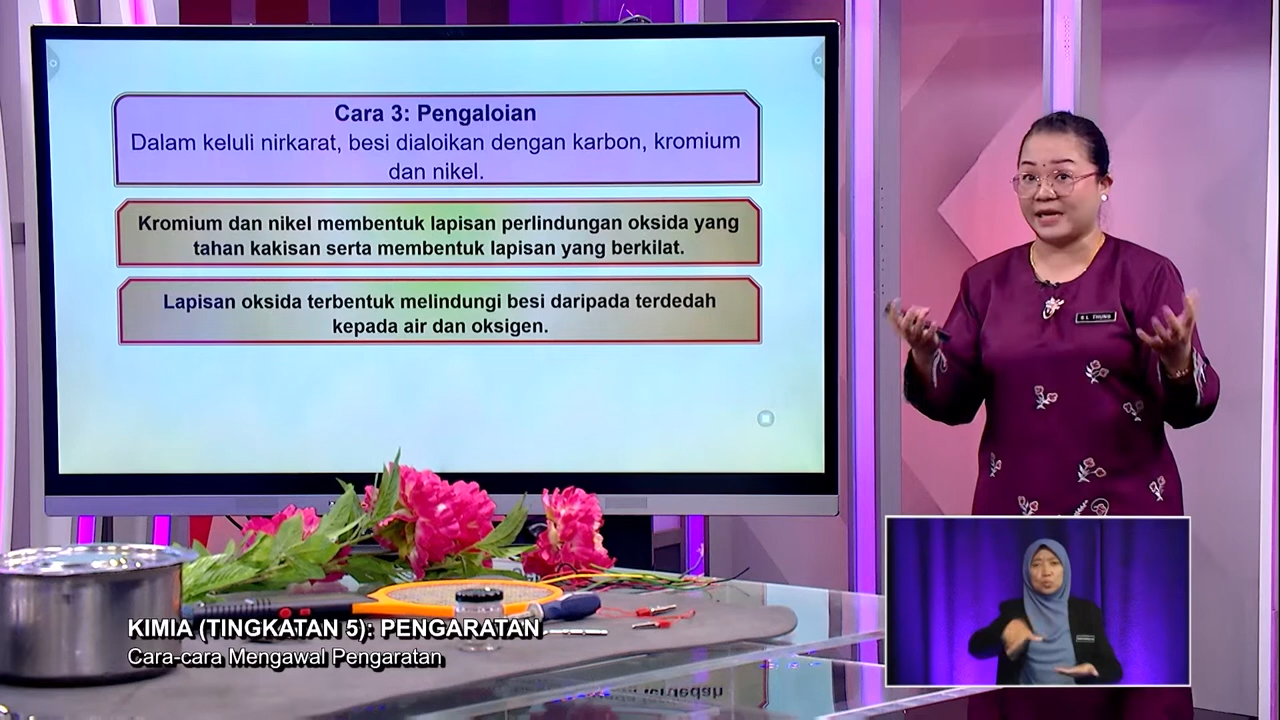 Cara 3: Pengaloian
Dalam keluli nirkarat, besi dialoikan dengan karbon, kromium
dan nikel.
Kromium dan nikel membentuk lapisan perlindungan oksida yang
tahan kakisan serta membentuk lapisan yang berkilat.
Lapisan oksida terbentuk melindungi besi daripada terdedah
kepada air dan oksigen.
KIMIA (TINGKATAN 5): PENGARATAN
Cara-cara Mengawal Pengaratan